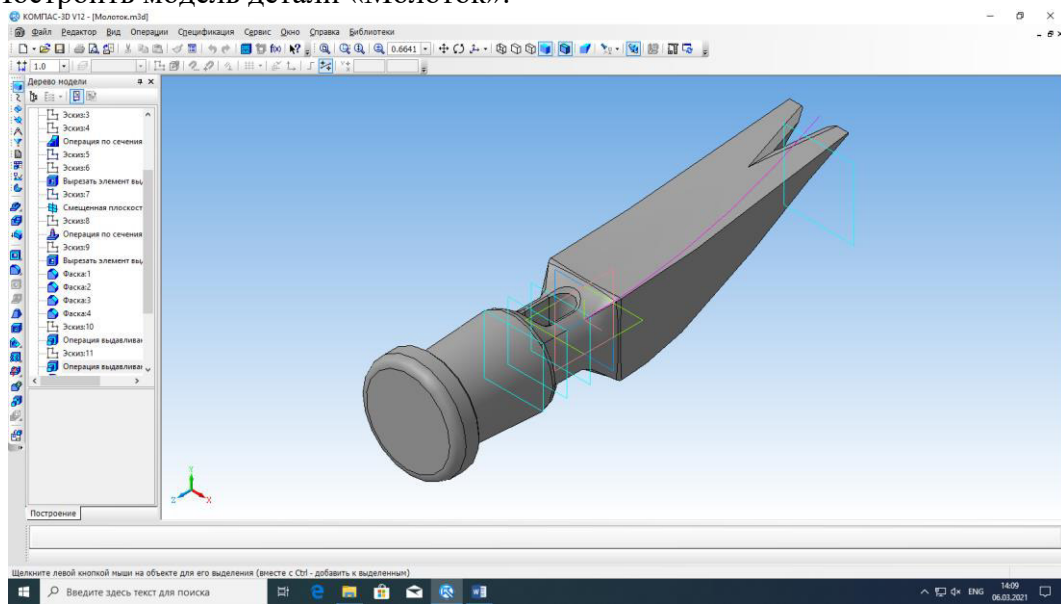 Построить модель детали «Молоток».
КОМПАС-3D V12 - [Молоток.m3d]
Файл Редактор Вид Операции Спецификация Сервис Окно Справка Библиотеки
0.6641
1.0
Дерево модели
Эскиз:3
Эскиз:4
Операция по сечения
Эскиз:5
Эскиз:6
Вырезать элемент выд
Эскиз:7
Смещенная плоскост
Эскиз:8
Операция по сечения
Эскиз:9
Вырезать элемент выд
Фаска:1
Фаска:2
Фаска:3
Фаска:4
Эскиз:10
Операция выдавливан
Эскиз:11
Операция выдавливан
Y
Z X
Построение
Щелкните левой кнопкой мыши на объекте для его выделения (вместе с Ctrl - добавить к выделенным)
Введите здесь текст для поиска
ENG
14:09
06.03.2021